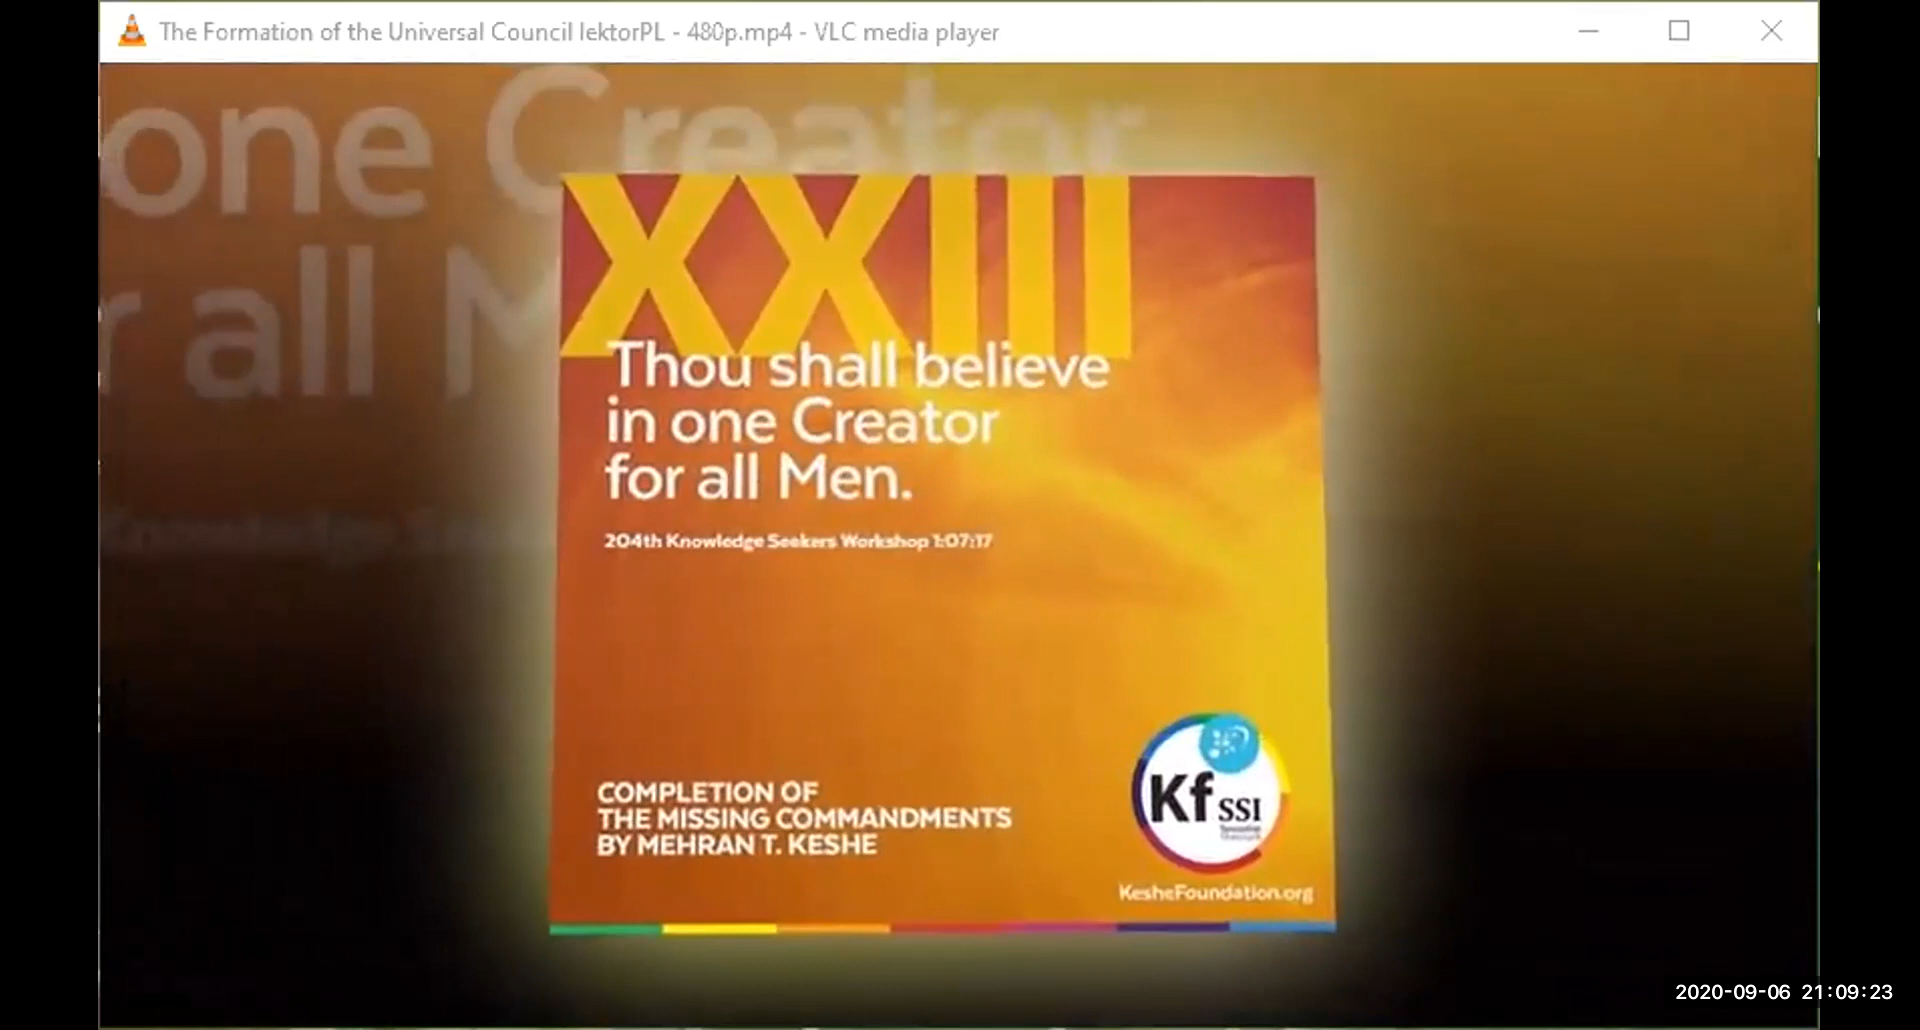 The Formation of the Universal Council lektorPL - 480p.mp4 - VLC media player
one Creator
r all M
XXIII
Thou shall believe
in one Creator
for all Men.
204th Knowledge Seekers Workshop 1:07:17
COMPLETION OF
THE MISSING COMMANDMENTS
BY MEHRAN T. KESHE
Kf SSI
KesheFoundation.org
2020-09-06 21:09:23